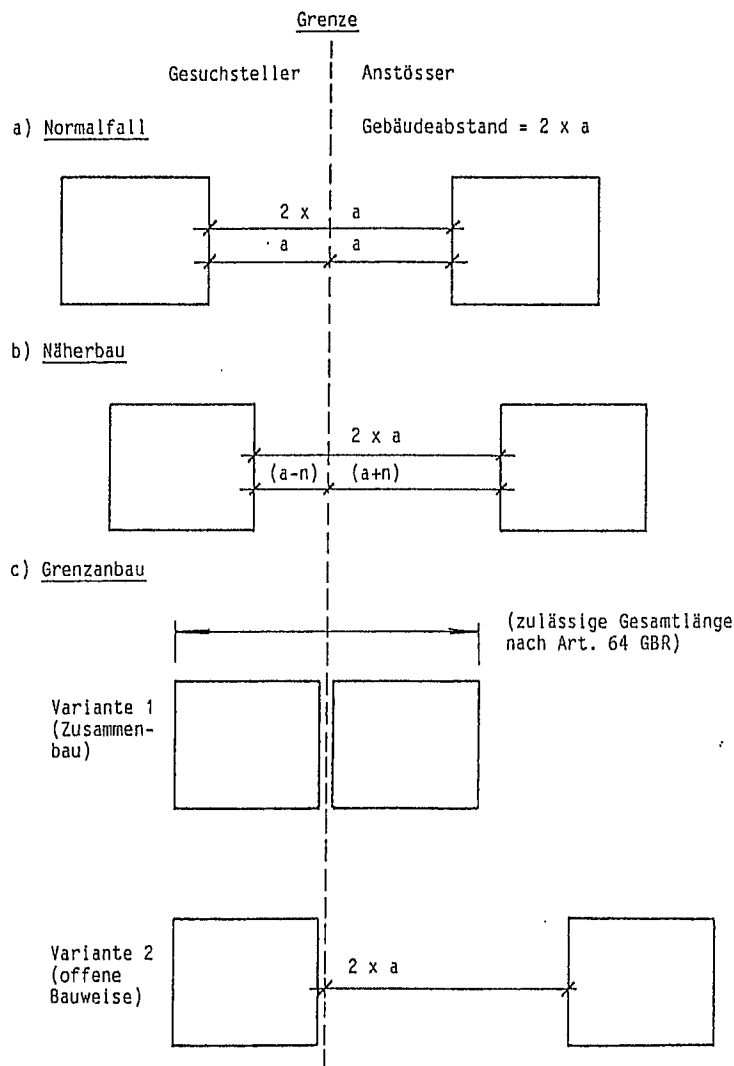 Grenze
Gesuchsteller Anstösser
a) Normalfall Gebäudeabstand = 2 x a
2 x a
a a
b) Näherbau
2 x a
(a-n) (a+n)
c) Grenzanbau
(zulässige Gesamtlänge
nach Art. 64 GBR)
Variante 1
(Zusammen-
bau)
Variante 2
(offene
Bauweise)
2 x a